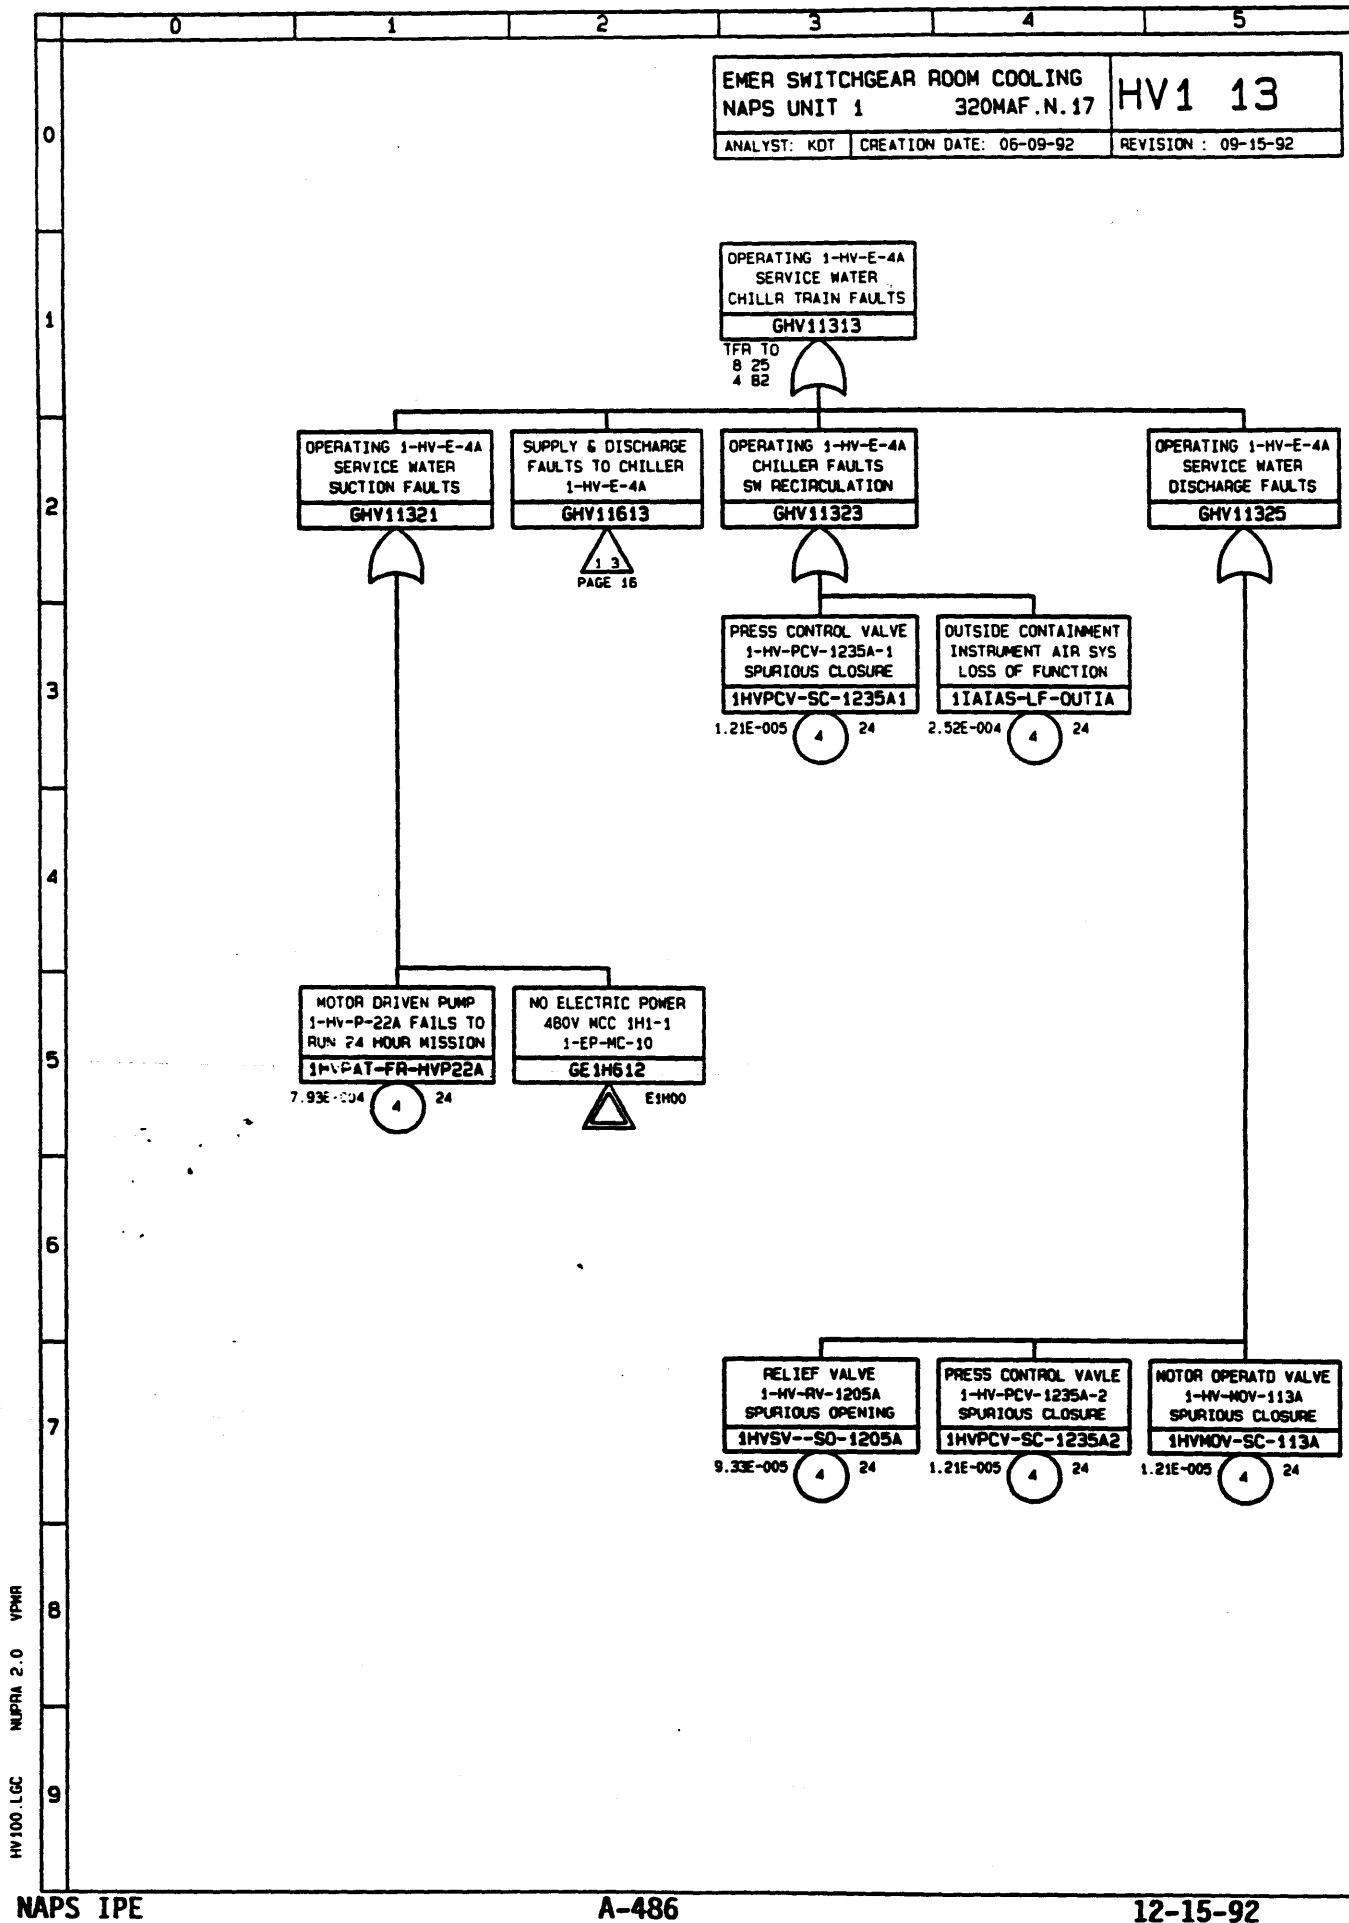 0 1 2 3 4 5
EMER SWITCHGEAR ROOM COOLING
NAPS UNIT 1 320MAF.N.17
HV1 13
ANALYST: KDT CREATION DATE: 06-09-92 REVISION : 09-15-92
0
OPERATING 1-HV-E-4A
SERVICE WATER
CHILLR TRAIN FAULTS
GHV11313
1
TFR TO
8 25
4 B2
OPERATING 1-HV-E-4A
SERVICE WATER
SUCTION FAULTS
GHV11321
SUPPLY & DISCHARGE
FAULTS TO CHILLER
1-HV-E-4A
GHV11613
1 3
PAGE 16
OPERATING 1-HV-E-4A
CHILLER FAULTS
SW RECIRCULATION
GHV11323
OPERATING 1-HV-E-4A
SERVICE WATER
DISCHARGE FAULTS
GHV11325
2
PRESS CONTROL VALVE
1-HV-PCV-1235A-1
SPURIOUS CLOSURE
1HVPCV-SC-1235A1
1.21E-005 4 24
OUTSIDE CONTAINMENT
INSTRUMENT AIR SYS
LOSS OF FUNCTION
1IAIAS-LF-OUTIA
2.52E-004 4 24
3
4
MOTOR DRIVEN PUMP
1-HV-P-22A FAILS TO
RUN 24 HOUR MISSION
1HVPAT-FR-HVP22A
7.93E-004 4 24
NO ELECTRIC POWER
480V MCC 1H1-1
1-EP-MC-10
GE1H612
E1H00
5
6
RELIEF VALVE
1-HV-RV-1205A
SPURIOUS OPENING
1HVSV--SO-1205A
9.33E-005 4 24
PRESS CONTROL VAVLE
1-HV-PCV-1235A-2
SPURIOUS CLOSURE
1HVPCV-SC-1235A2
1.21E-005 4 24
MOTOR OPERATD VALVE
1-HV-MOV-113A
SPURIOUS CLOSURE
1HVMOV-SC-113A
1.21E-005 4 24
7
8
9
HV100.LGC NUPRA 2.0 VPWR
NAPS IPE A-486 12-15-92